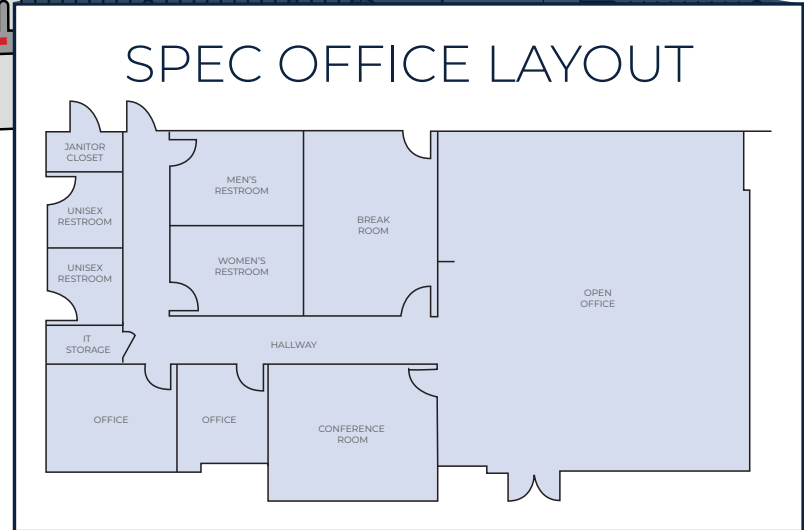 SPEC OFFICE LAYOUT
JANITOR
CLOSET
MEN'S
RESTROOM
UNISEX
RESTROOM
BREAK
ROOM
WOMEN'S
RESTROOM
UNISEX
RESTROOM
OPEN
OFFICE
IT
STORAGE
HALLWAY
OFFICE
OFFICE
CONFERENCE
ROOM